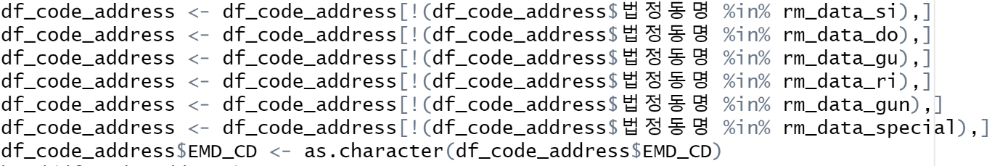 df_code_address <- df_code_address[!(df_code_address$법정동명 %in% rm_data_si),]
df_code_address <- df_code_address[!(df_code_address$법정동명 %in% rm_data_do),]
df_code_address <- df_code_address[!(df_code_address$법정동명 %in% rm_data_gu),]
df_code_address <- df_code_address[!(df_code_address$법정동명 %in% rm_data_ri),]
df_code_address <- df_code_address[!(df_code_address$법정동명 %in% rm_data_gun),]
df_code_address <- df_code_address[!(df_code_address$법정동명 %in% rm_data_special),]
df_code_address$EMD_CD <- as.character(df_code_address$EMD_CD)